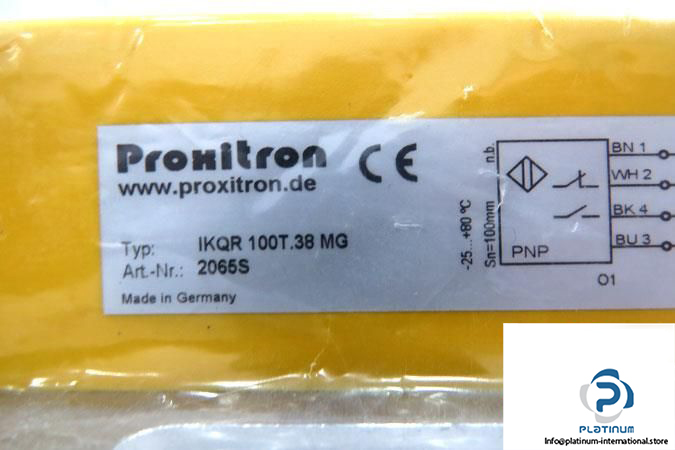 Proxitron CE
www.proxitron.de
Typ: IKQR 100T.38 MG
Art.-Nr.: 2065S
Made in Germany
-25...+80 °C
Sn=100mm n.b.
BN 1
WH 2
BK 4
BU 3
PNP
O1
P
PLATINUM
Info@platinum-international.store